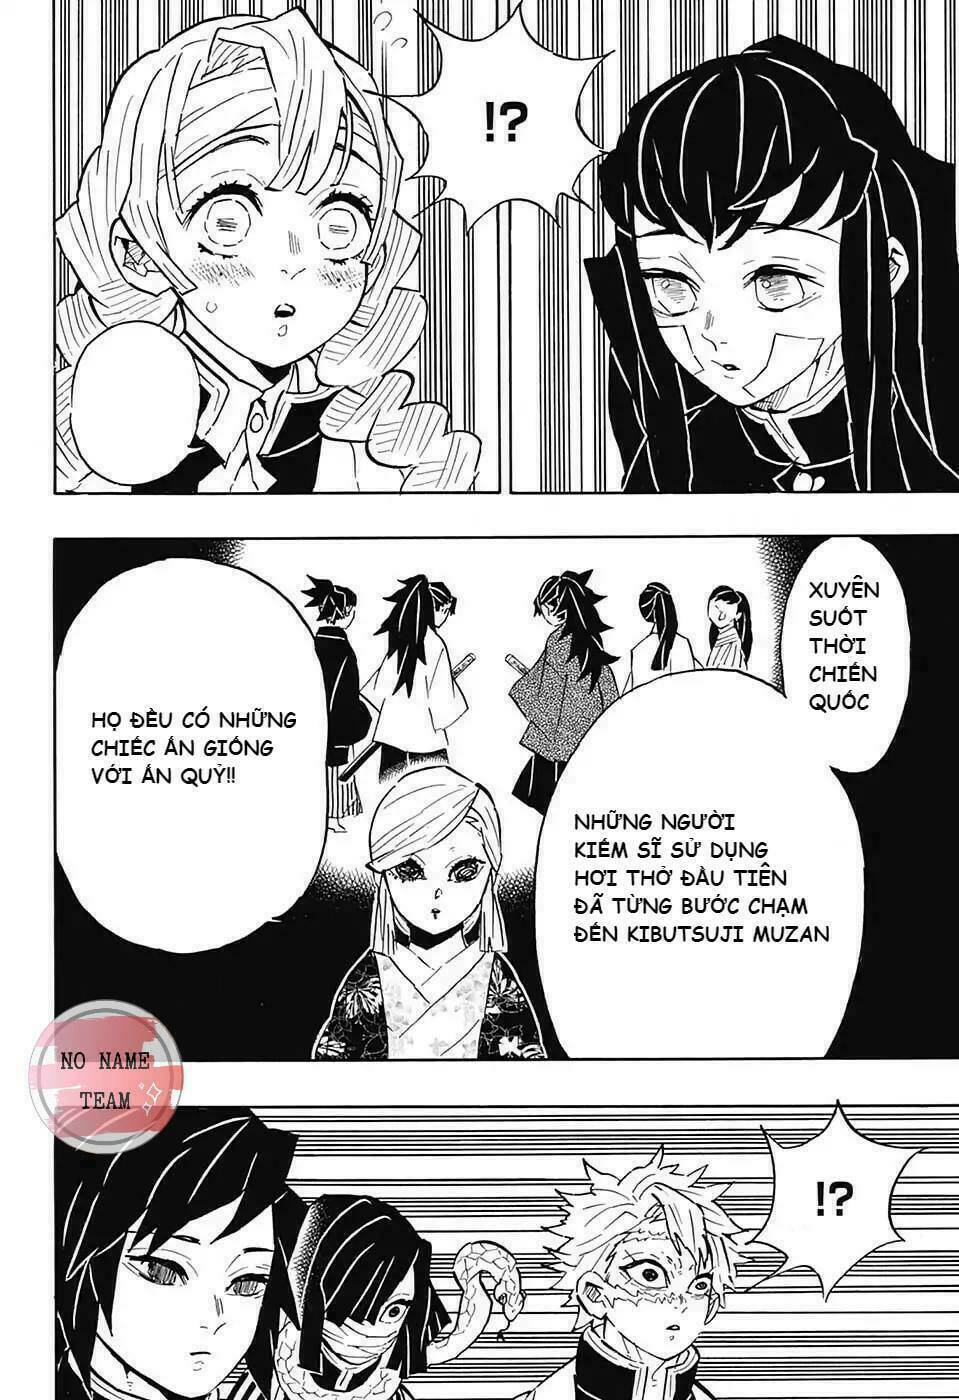 !?
XUYÊN
SUỐT
THỜI
CHIẾN
QUỐC
NHỮNG NGƯỜI
KIẾM SĨ SỬ DỤNG
HƠI THỞ ĐẦU TIÊN
ĐÃ TỪNG BƯỚC CHẠM
ĐẾN KIBUTSUJI MUZAN
HỌ ĐỀU CÓ NHỮNG
CHIẾC ẤN GIỐNG
VỚI ẤN QUỶ!!
NO NAME
TEAM
!?